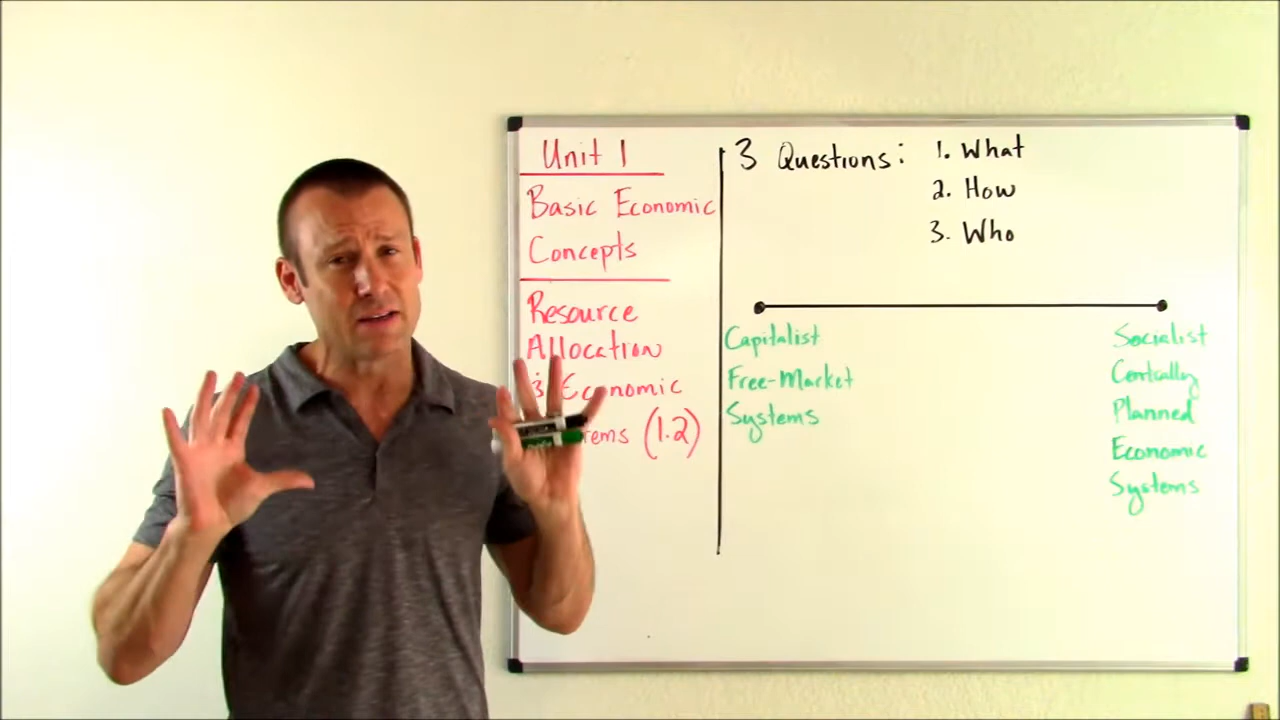 Unit 1
Basic Economic
Concepts
Resource
Allocation
& Economic
tems (1.2)
3 Questions:
1. What
2. How
3. Who
Capitalist
Free-Market
Systems
Socialist
Centrally
Planned
Economic
Systems